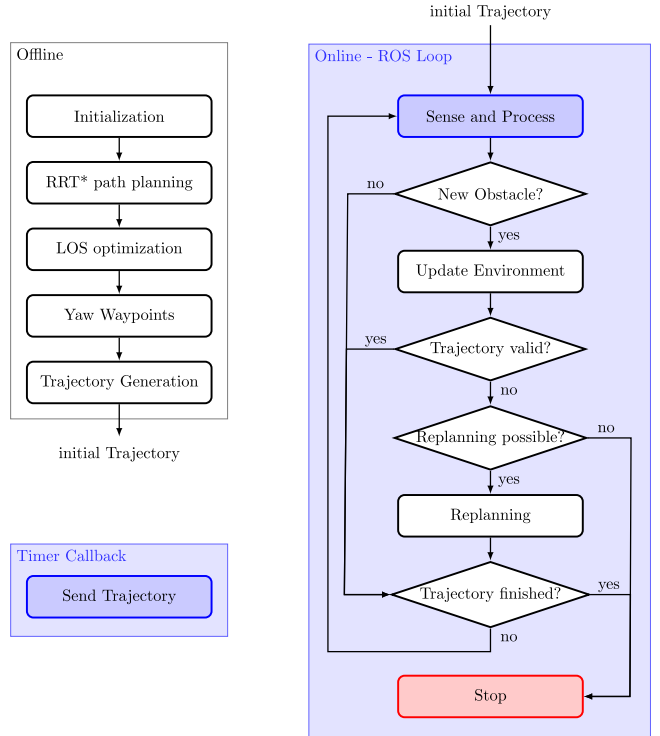 Offline
Initialization
RRT* path planning
LOS optimization
Yaw Waypoints
Trajectory Generation
initial Trajectory
Timer Callback
Send Trajectory
initial Trajectory
Online - ROS Loop
Sense and Process
New Obstacle?
no
yes
Update Environment
Trajectory valid?
yes
no
Replanning possible?
no
yes
Replanning
Trajectory finished?
yes
no
Stop